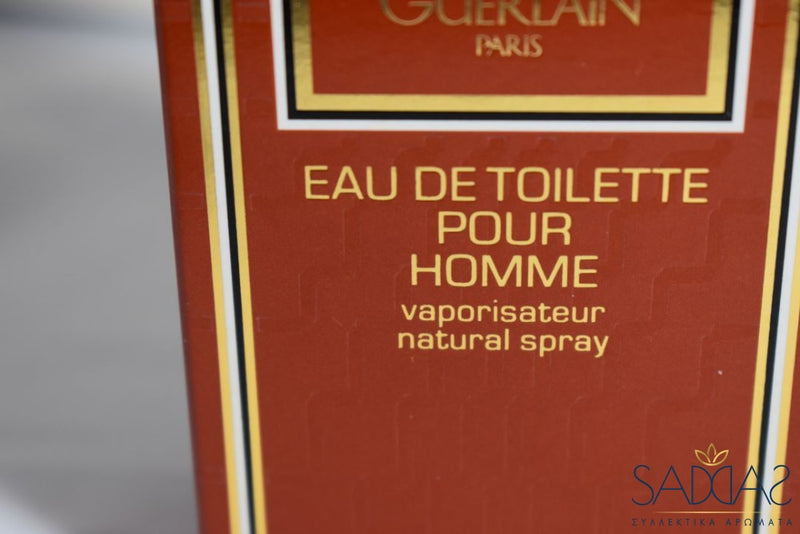 GUERLAIN
PARIS
EAU DE TOILETTE
POUR
HOMME
vaporisateur
natural spray
SADDAS
ΣΥΛΛΕΚΤΙΚΑ ΑΡΩΜΑΤΑ